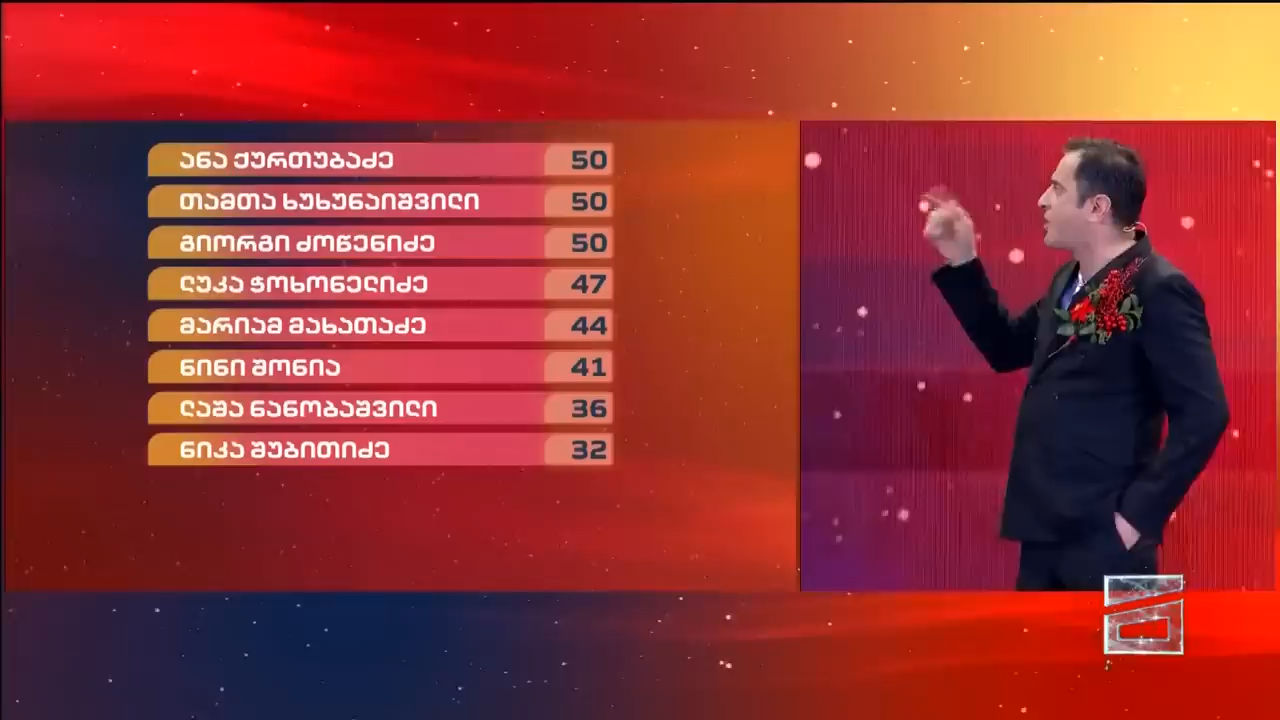 ანა ქურთუბაძე 50
თამთა ხუხუნაიშვილი 50
გიორგი ძოწენიძე 50
ლუკა ჭოხონელიძე 47
მარიამ მახათაძე 44
ნინი შონია 41
ლაშა ნანობაშვილი 36
ნიკა შუბითიძე 32